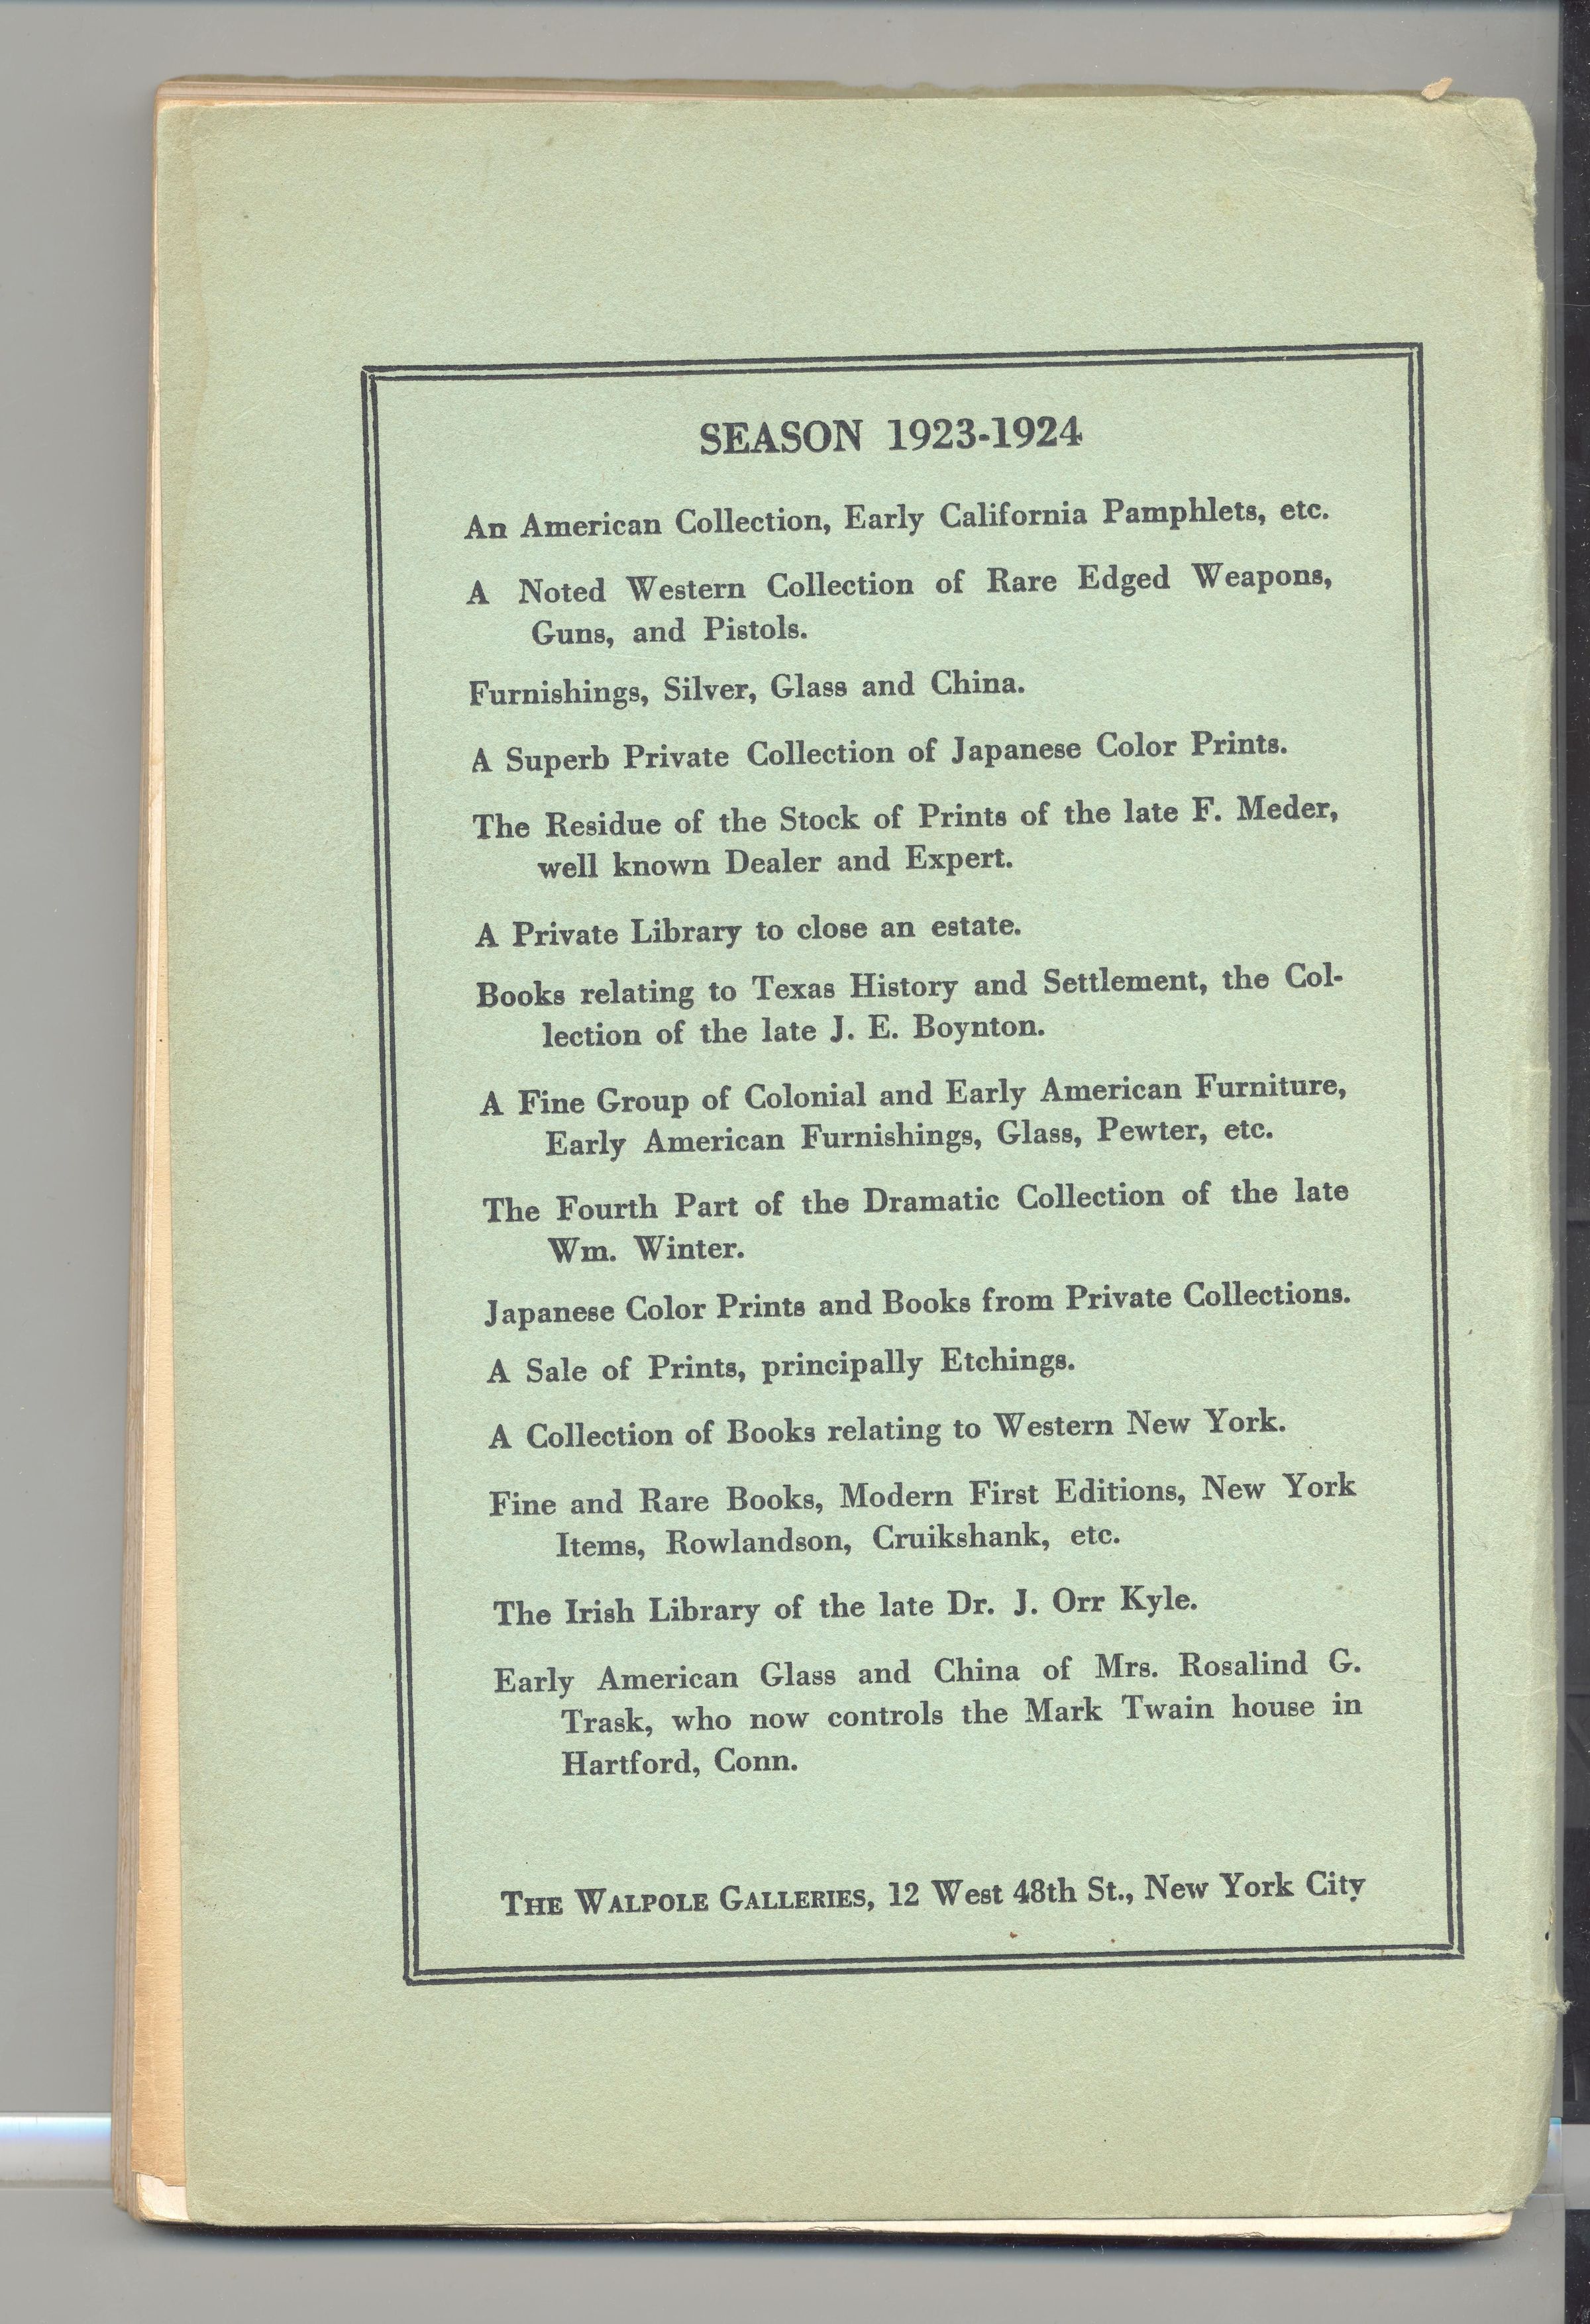 SEASON 1923-1924
An American Collection, Early California Pamphlets, etc.
A Noted Western Collection of Rare Edged Weapons,
Guns, and Pistols.
Furnishings, Silver, Glass and China.
A Superb Private Collection of Japanese Color Prints.
The Residue of the Stock of Prints of the late F. Meder,
well known Dealer and Expert.
A Private Library to close an estate.
Books relating to Texas History and Settlement, the Col-
lection of the late J. E. Boynton.
A Fine Group of Colonial and Early American Furniture,
Early American Furnishings, Glass, Pewter, etc.
The Fourth Part of the Dramatic Collection of the late
Wm. Winter.
Japanese Color Prints and Books from Private Collections.
A Sale of Prints, principally Etchings.
A Collection of Books relating to Western New York.
Fine and Rare Books, Modern First Editions, New York
Items, Rowlandson, Cruikshank, etc.
The Irish Library of the late Dr. J. Orr Kyle.
Early American Glass and China of Mrs. Rosalind G.
Trask, who now controls the Mark Twain house in
Hartford, Conn.
THE WALPOLE GALLERIES, 12 West 48th St., New York City